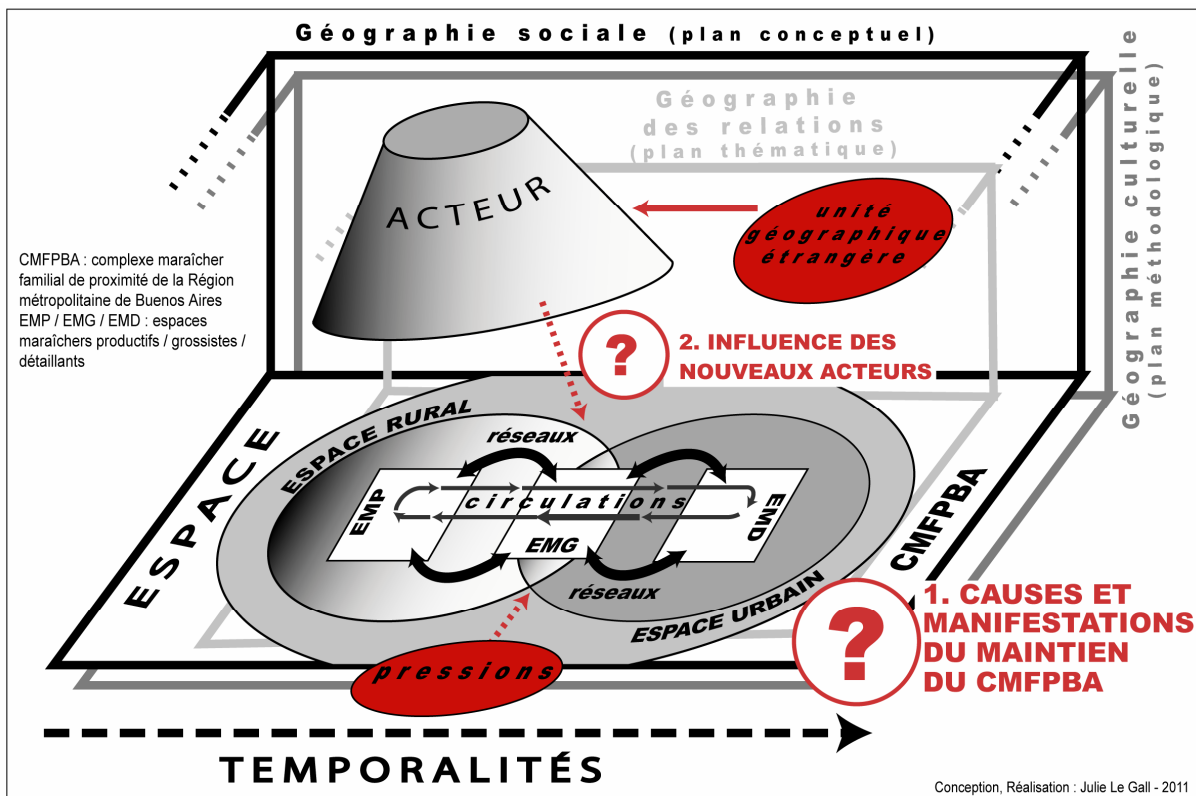 Géographie sociale (plan conceptuel)
Géographie culturelle
(plan méthodologique)
Géographie
des relations
(plan thématique)
ACTEUR
unité
géographique
étrangère
CMFPBA : complexe maraîcher
familial de proximité de la Région
métropolitaine de Buenos Aires
EMP / EMG / EMD : espaces
maraîchers productifs / grossistes /
détaillants
?
2. INFLUENCE DES
NOUVEAUX ACTEURS
ESPACE
ESPACE RURAL
réseaux
EMP
circulations
EMD
EMG
réseaux
ESPACE URBAIN
CMFPBA
pressions
?
1. CAUSES ET
MANIFESTATIONS
DU MAINTIEN
DU CMFPBA
TEMPORALITÉS
Conception, Réalisation : Julie Le Gall - 2011